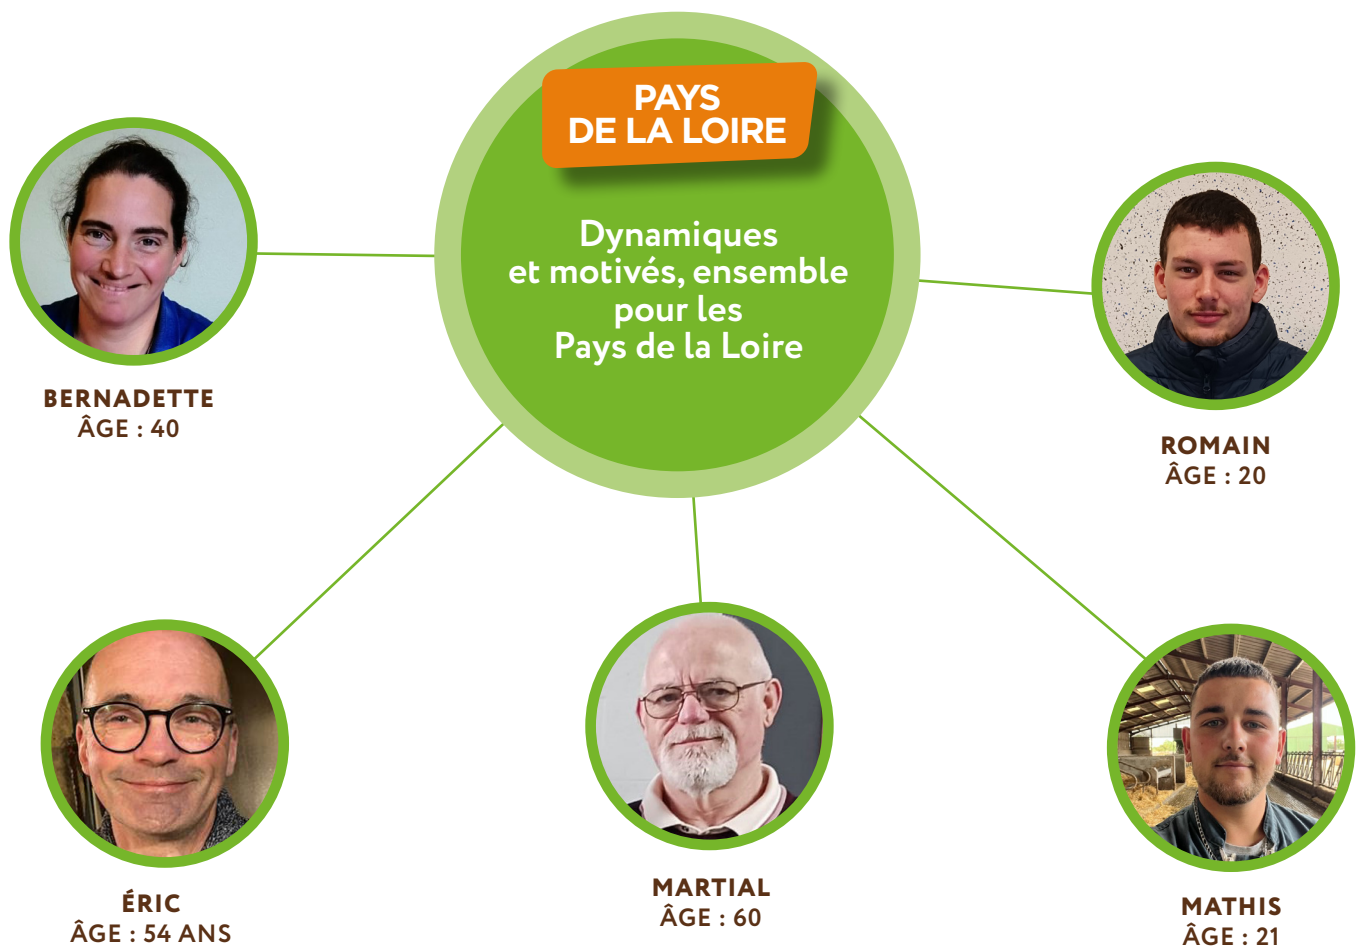 PAYS
DE LA LOIRE
Dynamiques
et motivés, ensemble
pour les
Pays de la Loire
BERNADETTE
ÂGE : 40
ROMAIN
ÂGE : 20
ÉRIC
ÂGE : 54 ANS
MARTIAL
ÂGE : 60
MATHIS
ÂGE : 21